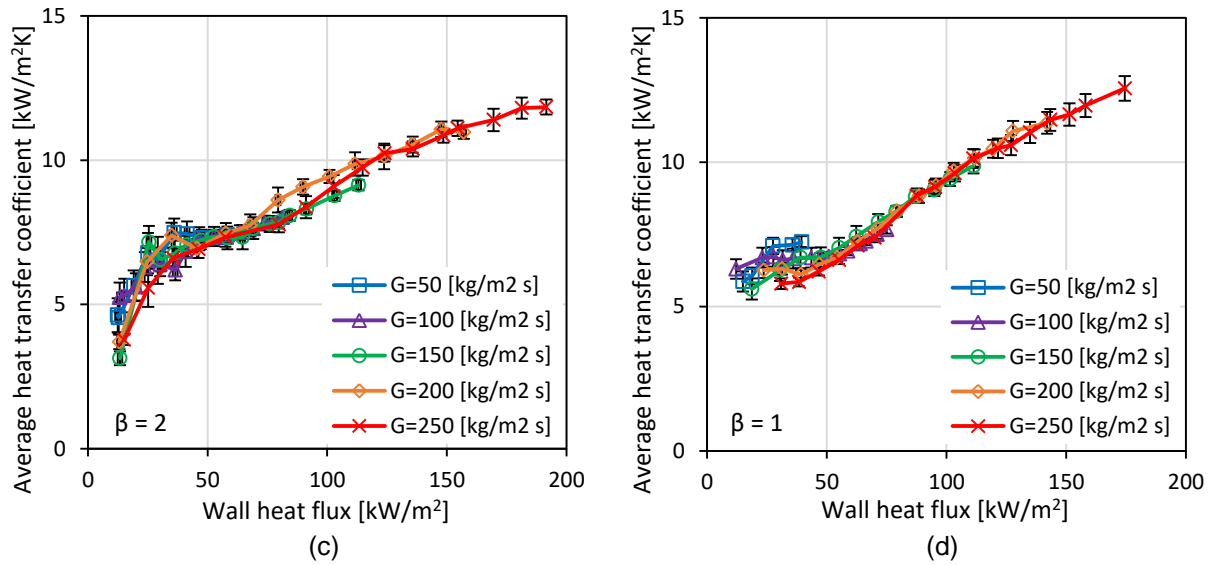 15
10
5
0
Average heat transfer coefficient [kW/m²K]
G=50 [kg/m2 s]
G=100 [kg/m2 s]
G=150 [kg/m2 s]
G=200 [kg/m2 s]
G=250 [kg/m2 s]
β = 2
0 50 100 150 200
Wall heat flux [kW/m²]
(c)
15
10
5
0
Average heat transfer coefficient [kW/m²K]
G=50 [kg/m2 s]
G=100 [kg/m2 s]
G=150 [kg/m2 s]
G=200 [kg/m2 s]
G=250 [kg/m2 s]
β = 1
0 50 100 150 200
Wall heat flux [kW/m²]
(d)